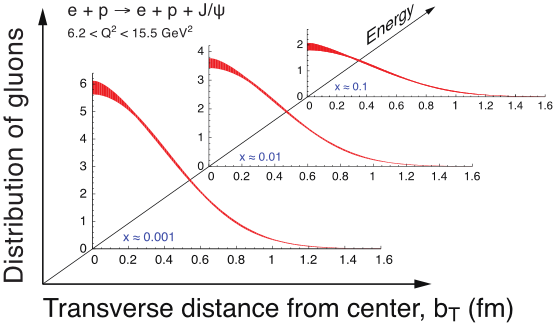 e + p → e + p + J/ψ
6.2 < Q² < 15.5 GeV²
Energy
Distribution of gluons
2
1
0
x ≈ 0.1
0 0.2 0.4 0.6 0.8 1.0 1.2 1.4 1.6
4
3
2
1
0
x ≈ 0.01
0 0.2 0.4 0.6 0.8 1.0 1.2 1.4 1.6
6
5
4
3
2
1
0
x ≈ 0.001
0 0.2 0.4 0.6 0.8 1.0 1.2 1.4 1.6
Transverse distance from center, b_T (fm)